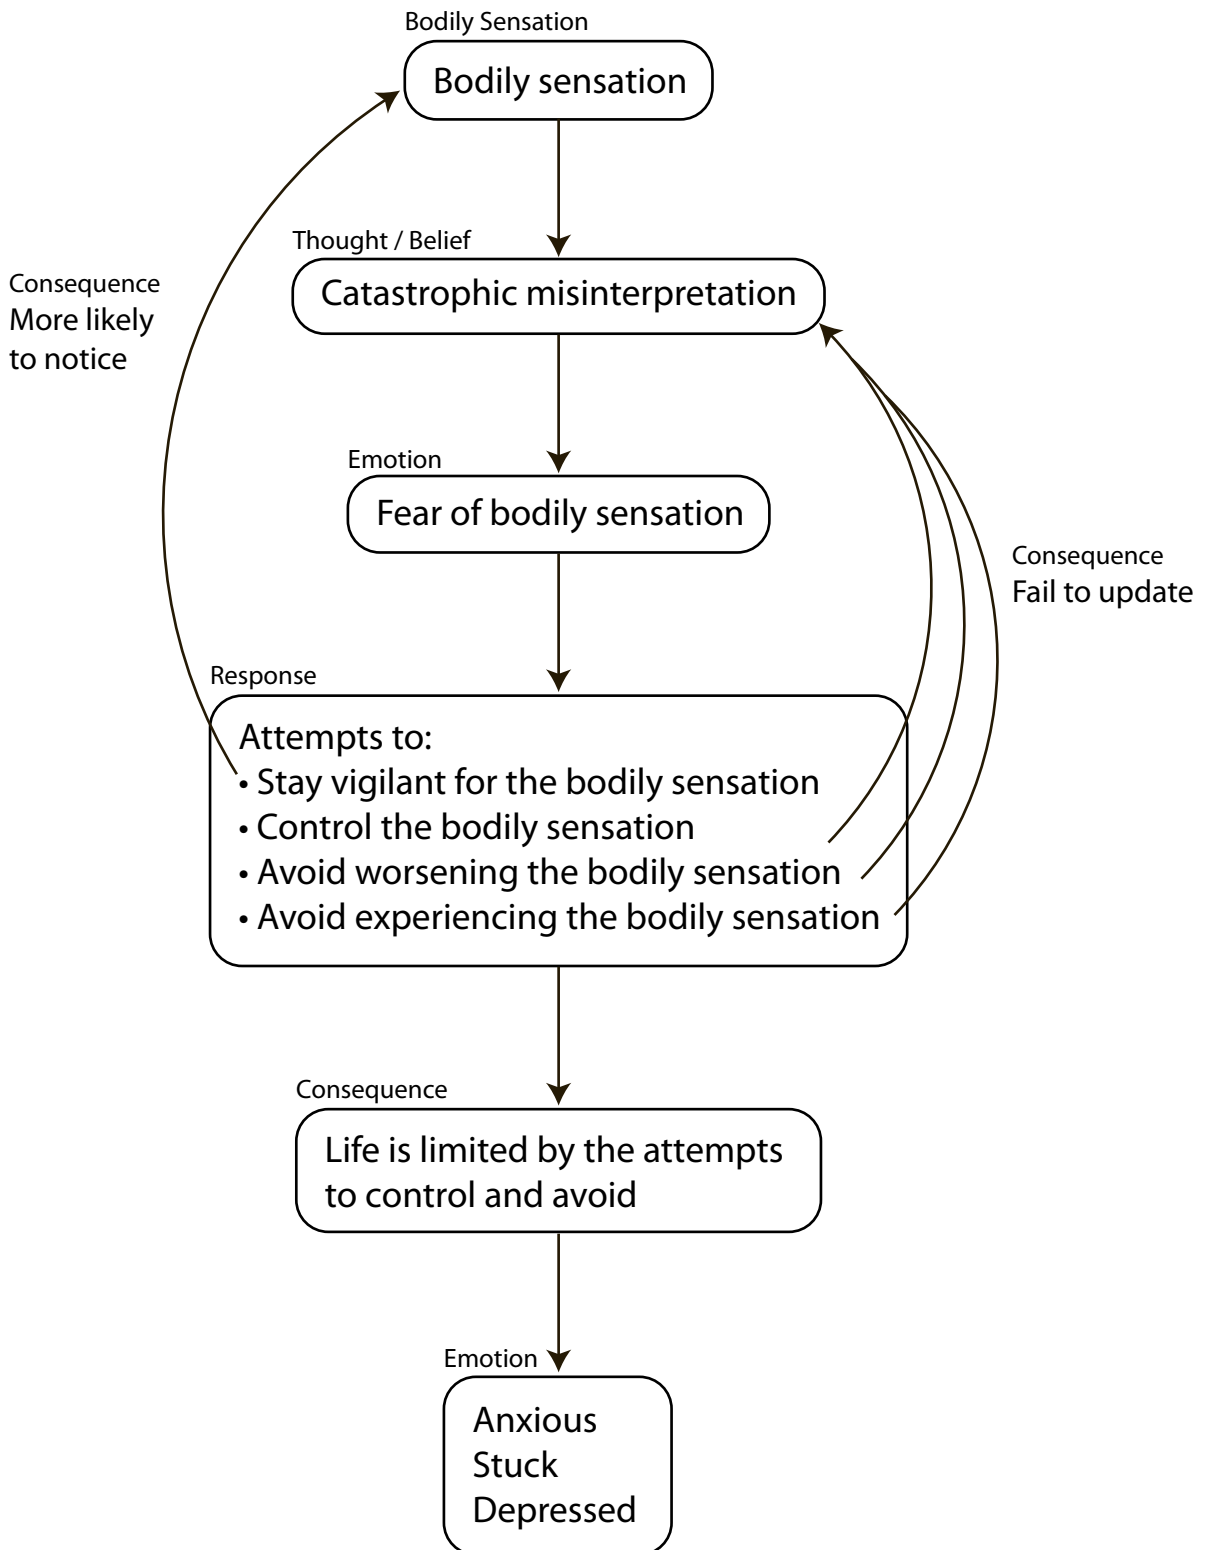 Bodily Sensation
Bodily sensation
Thought / Belief
Catastrophic misinterpretation
Consequence
More likely
to notice
Emotion
Fear of bodily sensation
Consequence
Fail to update
Response
Attempts to:
• Stay vigilant for the bodily sensation
• Control the bodily sensation
• Avoid worsening the bodily sensation
• Avoid experiencing the bodily sensation
Consequence
Life is limited by the attempts
to control and avoid
Emotion
Anxious
Stuck
Depressed